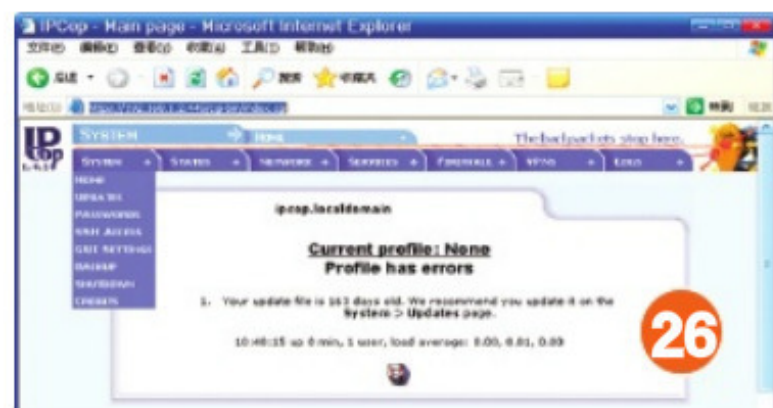 IPCop - Main page - Microsoft Internet Explorer
文件(F) 编辑(E) 查看(V) 收藏(A) 工具(T) 帮助(H)
后退 搜索 收藏夹
转到
SYSTEM HOME The bad packets stop here.
IP Cop
SYSTEM STATUS NETWORK SERVICES FIREWALL VPNS LOGS
HOME
UPDATES
PASSWORDS
SSH ACCESS
GUI SETTINGS
BACKUP
SHUTDOWN
CREDITS
ipcop.localdomain
Current profile: None
Profile has errors
1. Your update file is 163 days old. We recommend you update it on the
System > Updates page.
10:40:15 up 0 min, 1 user, load average: 0.00, 0.01, 0.00
26